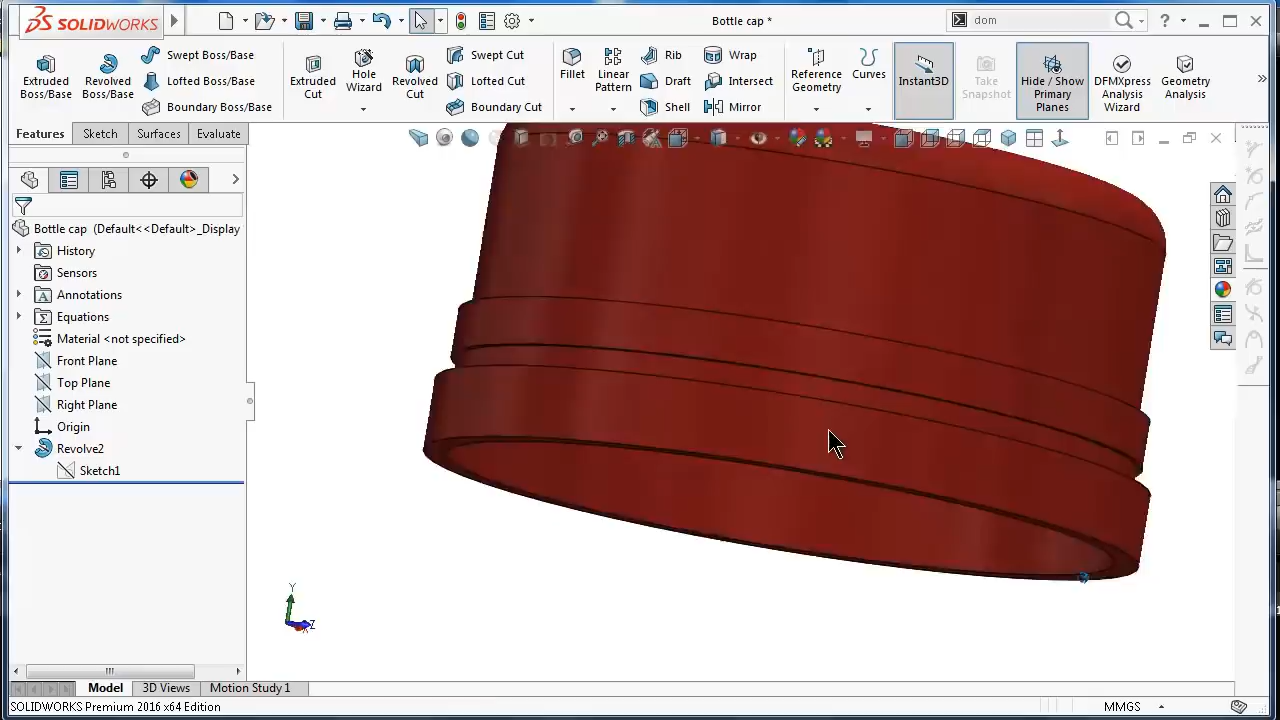 SOLIDWORKS
Bottle cap *
dom
Extruded Boss/Base
Revolved Boss/Base
Swept Boss/Base
Lofted Boss/Base
Boundary Boss/Base
Extruded Cut
Hole Wizard
Revolved Cut
Swept Cut
Lofted Cut
Boundary Cut
Fillet
Linear Pattern
Rib
Draft
Shell
Wrap
Intersect
Mirror
Reference Geometry
Curves
Instant3D
Take Snapshot
Hide / Show Primary Planes
DFMXpress Analysis Wizard
Geometry Analysis
Features
Sketch
Surfaces
Evaluate
Bottle cap (Default<<Default>_Display
History
Sensors
Annotations
Equations
Material <not specified>
Front Plane
Top Plane
Right Plane
Origin
Revolve2
Sketch1
Y
Z
X
Model
3D Views
Motion Study 1
SOLIDWORKS Premium 2016 x64 Edition
MMGS